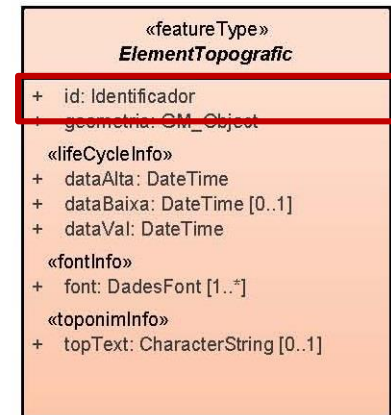 «featureType»
ElementTopografic
+ id: Identificador
+ geometria: GM_Object
«lifeCycleInfo»
+ dataAlta: DateTime
+ dataBaixa: DateTime [0..1]
+ dataVal: DateTime
«fontInfo»
+ font: DadesFont [1..*]
«toponimInfo»
+ topText: CharacterString [0..1]